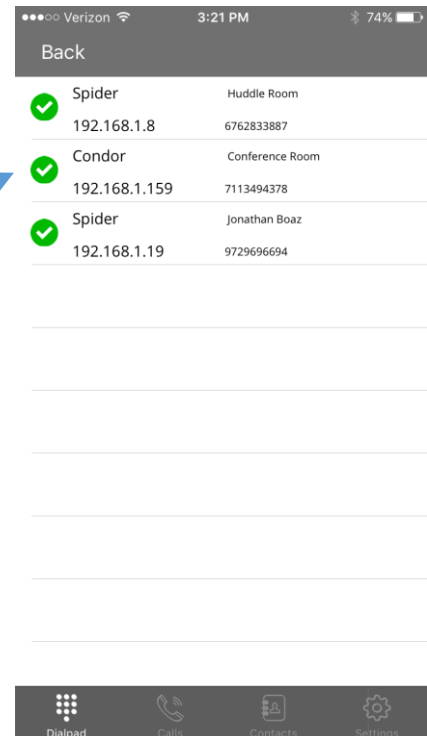 Verizon 3:21 PM 74%
Back
Spider Huddle Room
192.168.1.8 6762833887
Condor Conference Room
192.168.1.159 7113494378
Spider Jonathan Boaz
192.168.1.19 9729696694
Dialpad Calls Contacts Settings